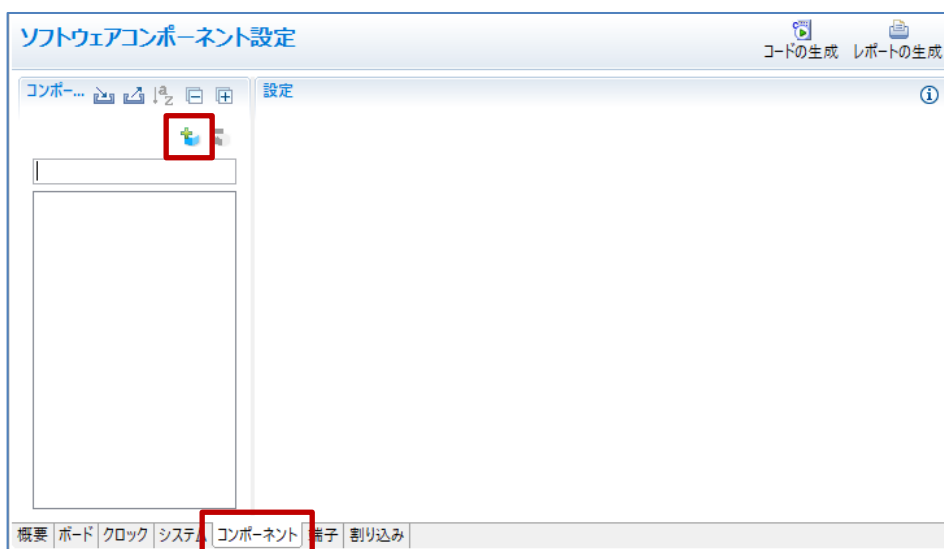 ソフトウェアコンポーネント設定
コードの生成 レポートの生成
コンポー... 設定
概要 ボード クロック システム コンポーネント 端子 割り込み